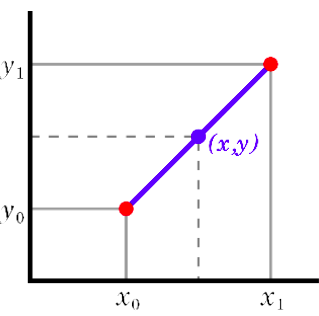 y₁
(x,y)
y₀
x₀ x₁